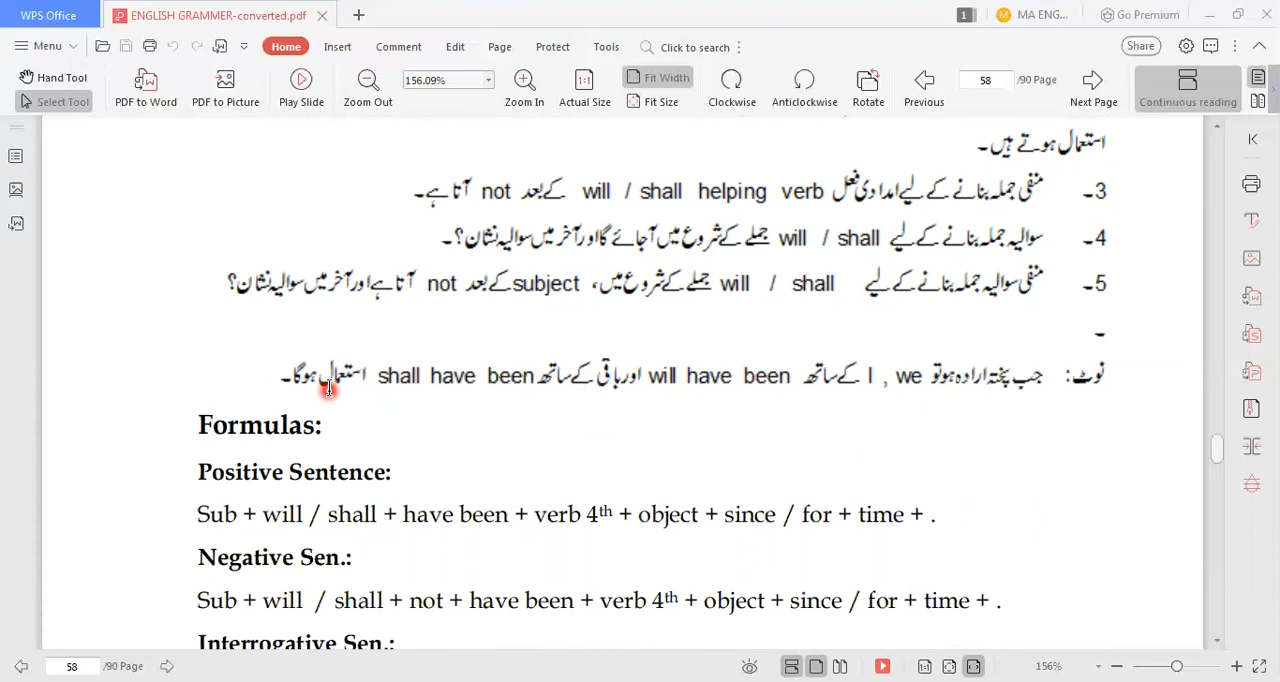 WPS Office
ENGLISH GRAMMER-converted.pdf
1
MA ENG...
Go Premium
Menu
Home
Insert
Comment
Edit
Page
Protect
Tools
Click to search
Share
Hand Tool
Select Tool
PDF to Word
PDF to Picture
Play Slide
Zoom Out
156.09%
Zoom In
1:1
Actual Size
Fit Width
Fit Size
Clockwise
Anticlockwise
Rotate
Previous
58
/90 Page
Next Page
Continuous reading
استعمال ہوتے ہیں۔
3۔ منفی جملہ بنانے کے لیے امدادی فعل will / shall helping verb کے بعد not آتا ہے۔
4۔ سوالیہ جملہ بنانے کے لیے will / shall جملے کے شروع میں آجائے گا اور آخر میں سوالیہ نشان؟۔
5۔ منفی سوالیہ جملہ بنانے کے لیے will / shall جملے کے شروع میں، subject کے بعد not آتا ہے اور آخر میں سوالیہ نشان؟
۔
نوٹ: جب پختہ ارادہ ہو تو I , we کے ساتھ will have been اور باقی کے ساتھ shall have been استعمال ہوگا۔
Formulas:
Positive Sentence:
Sub + will / shall + have been + verb 4th + object + since / for + time + .
Negative Sen.:
Sub + will / shall + not + have been + verb 4th + object + since / for + time + .
Interrogative Sen.:
58
/90 Page
156%